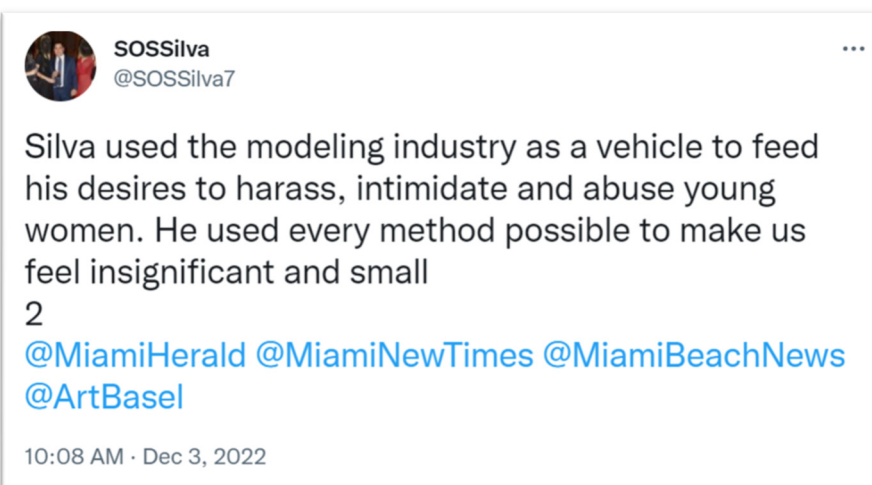 SOSSilva
@SOSSilva7
Silva used the modeling industry as a vehicle to feed
his desires to harass, intimidate and abuse young
women. He used every method possible to make us
feel insignificant and small
2
@MiamiHerald @MiamiNewTimes @MiamiBeachNews
@ArtBasel
10:08 AM · Dec 3, 2022